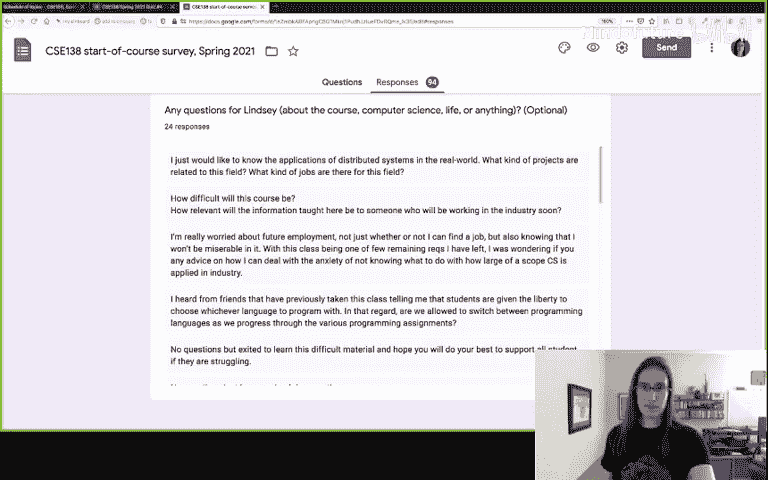 CSE138 start-of-course survey, Spring 2021
Send
Questions
Responses 94
Any questions for Lindsey (about the course, computer science, life, or anything)? (Optional)
24 responses
I just would like to know the applications of distributed systems in the real-world. What kind of projects are
related to this field? What kind of jobs are there for this field?
How difficult will this course be?
How relevant will the information taught here be to someone who will be working in the industry soon?
I'm really worried about future employment, not just whether or not I can find a job, but also knowing that I
won't be miserable in it. With this class being one of few remaining reqs I have left, I was wondering if you
any advice on how I can deal with the anxiety of not knowing what to do with how large of a scope CS is
applied in industry.
I heard from friends that have previously taken this class telling me that students are given the liberty to
choose whichever language to program with. In that regard, are we allowed to switch between programming
languages as we progress through the various programming assignments?
No questions but exited to learn this difficult material and hope you will do your best to support all student
if they are struggling.